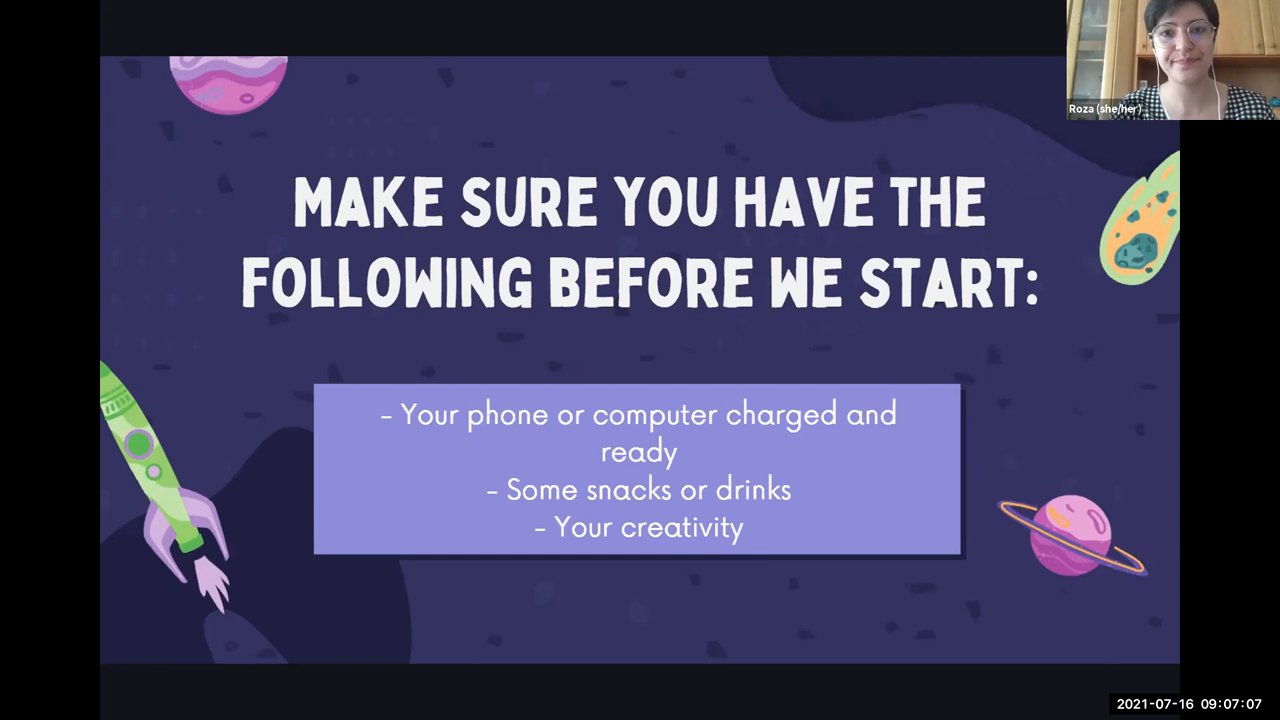 Roza (she/her)
MAKE SURE YOU HAVE THE
FOLLOWING BEFORE WE START:
- Your phone or computer charged and
ready
- Some snacks or drinks
- Your creativity
2021-07-16 09:07:07